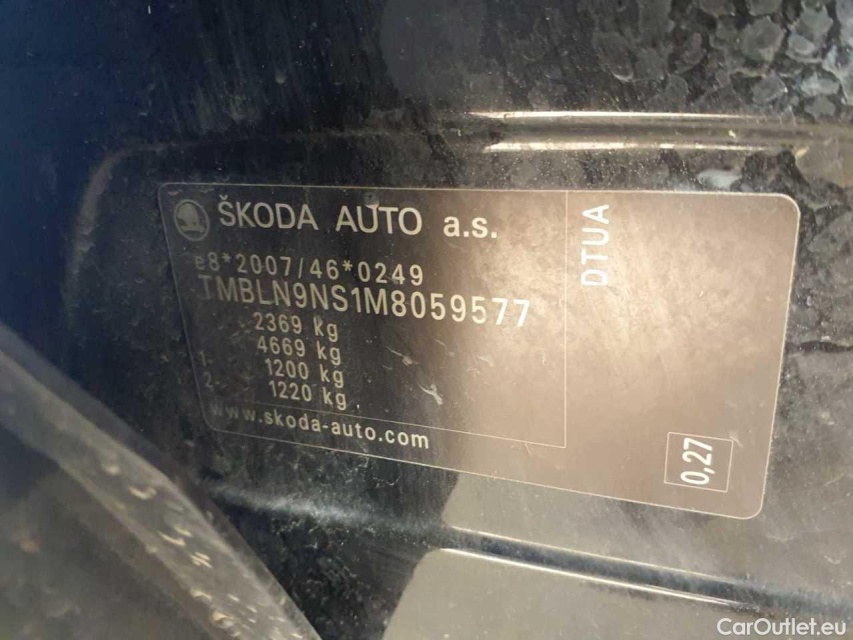 ŠKODA AUTO a.s.
e8*2007/46*0249
TMBLN9NS1M8059577
2369 kg
4669 kg
1. 1200 kg
2. 1220 kg
www.skoda-auto.com
DTUA
0,27
CarOutlet.eu